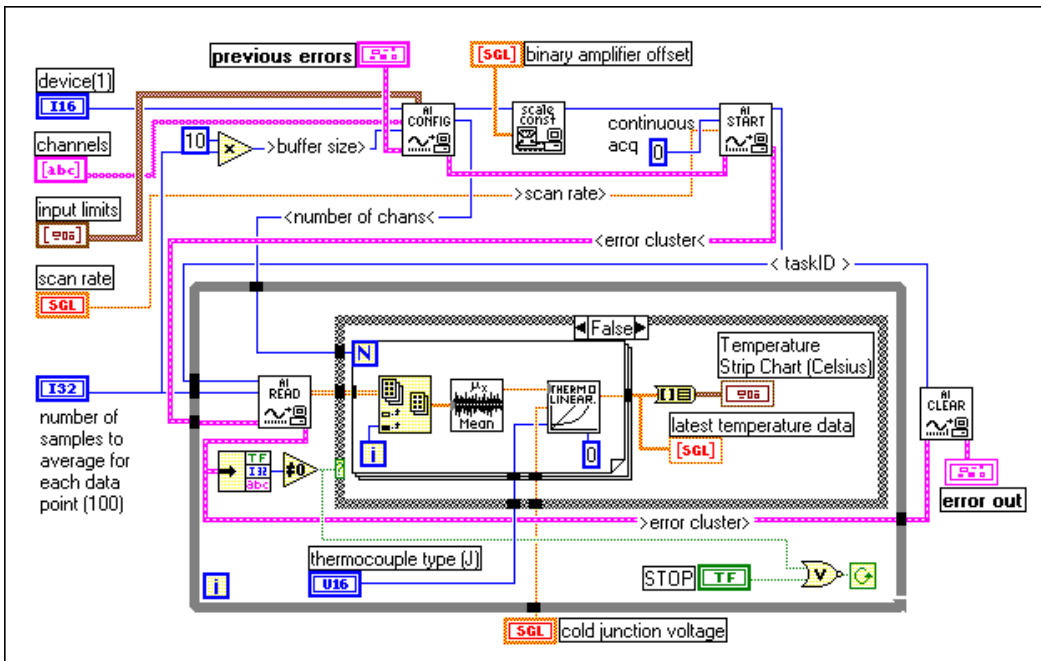 previous errors
SGL binary amplifier offset
device(1)
I16
AI CONFIG
scale const
AI START
continuous acq
0
channels
abc
10
x
>buffer size>
input limits
>scan rate>
<number of chans<
<error cluster<
scan rate
SGL
< taskID >
False
N
Temperature
Strip Chart (Celsius)
I32
AI READ
μx
Mean
THERMO
LINEAR.
AI CLEAR
number of
samples to
average for
each data
point (100)
i
0
latest temperature data
SGL
TF
I32
abc
≠0
?
error out
>error cluster>
thermocouple type (J)
U16
i
STOP TF
V
SGL cold junction voltage